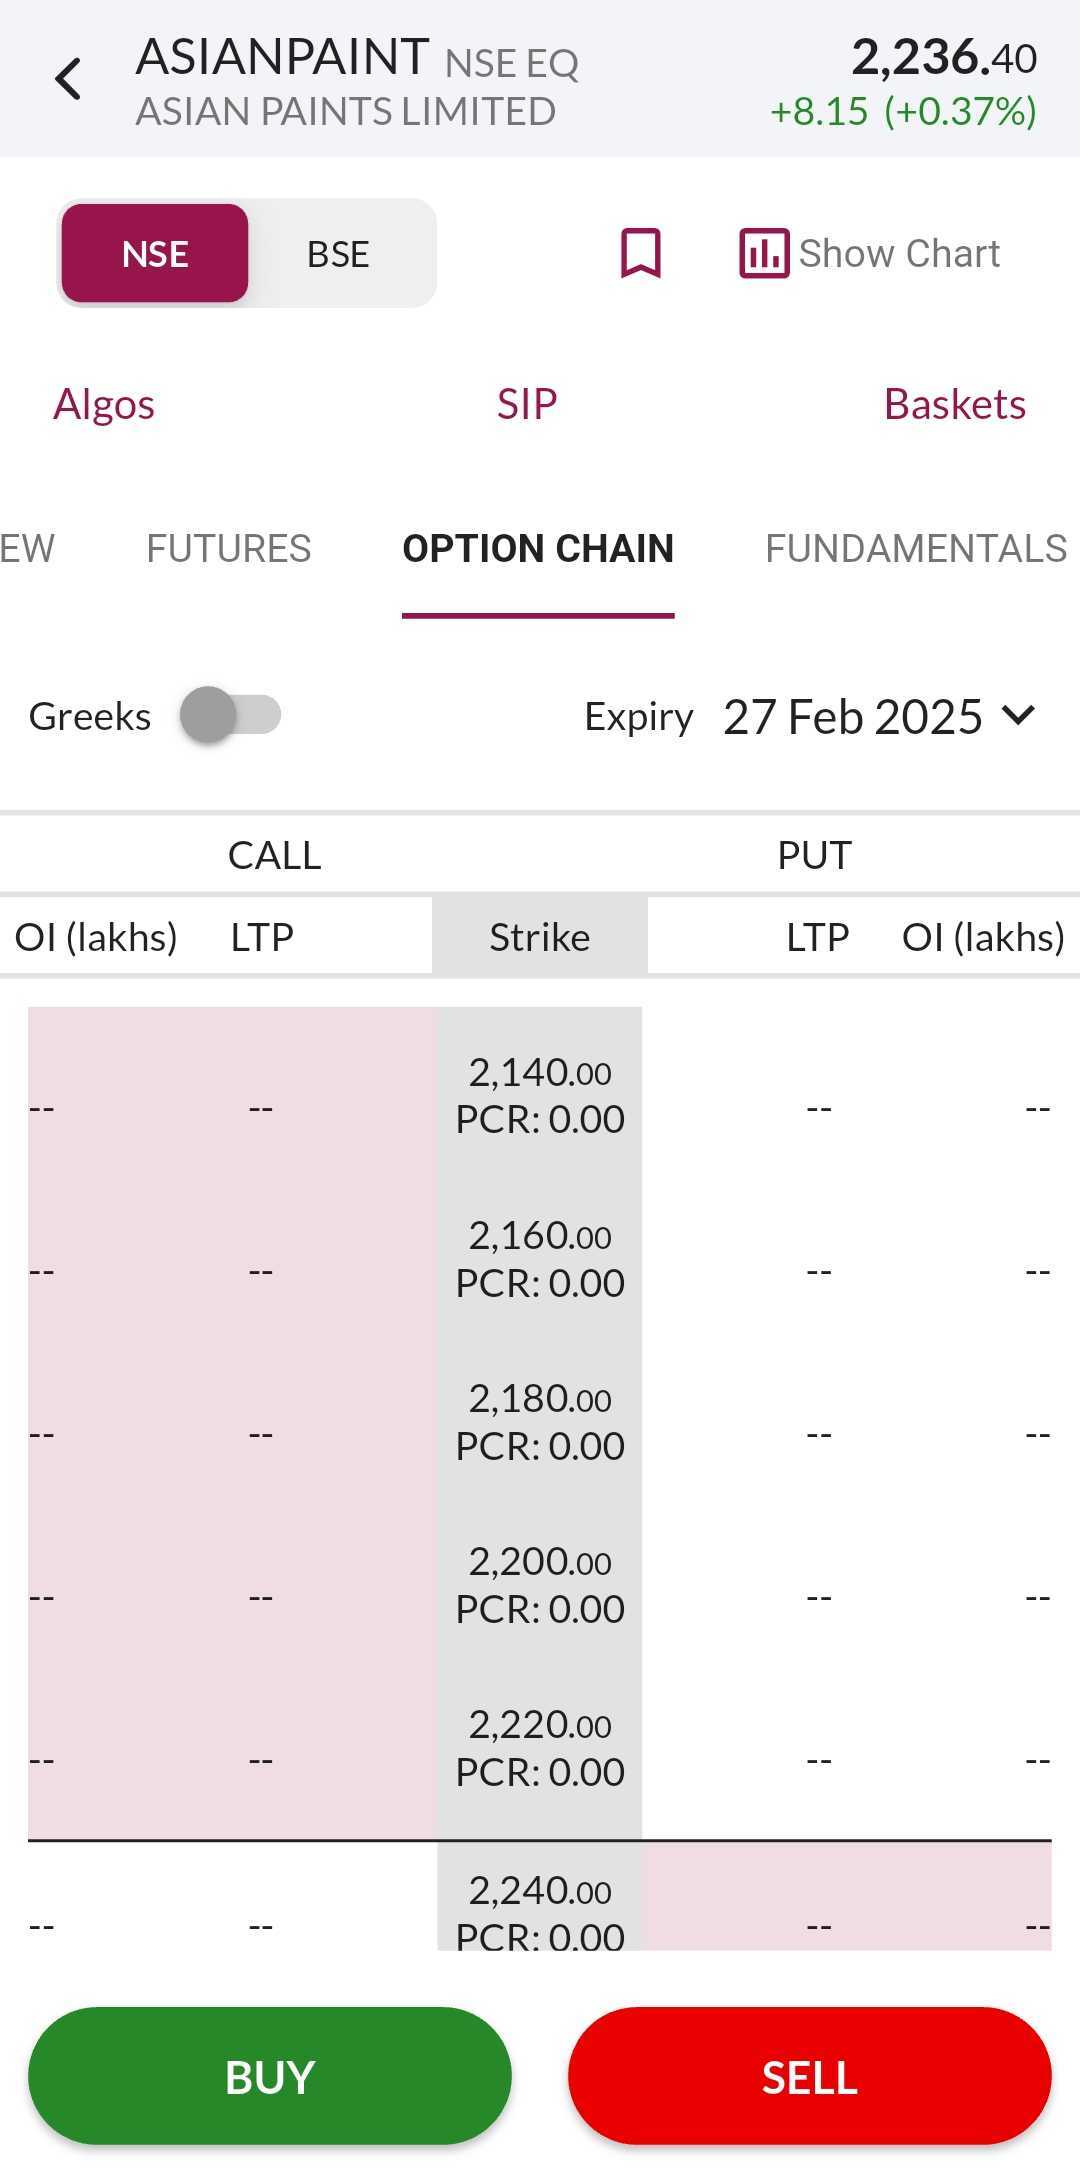 ASIANPAINT NSE EQ 2,236.40
ASIAN PAINTS LIMITED +8.15 (+0.37%)
NSE BSE Show Chart
Algos SIP Baskets
EW FUTURES OPTION CHAIN FUNDAMENTALS
Greeks Expiry 27 Feb 2025
CALL PUT
OI (lakhs) LTP Strike LTP OI (lakhs)
2,140.00
-- -- PCR: 0.00 -- --
2,160.00
-- -- PCR: 0.00 -- --
2,180.00
-- -- PCR: 0.00 -- --
2,200.00
-- -- PCR: 0.00 -- --
2,220.00
-- -- PCR: 0.00 -- --
2,240.00
-- -- PCR: 0.00 -- --
BUY SELL